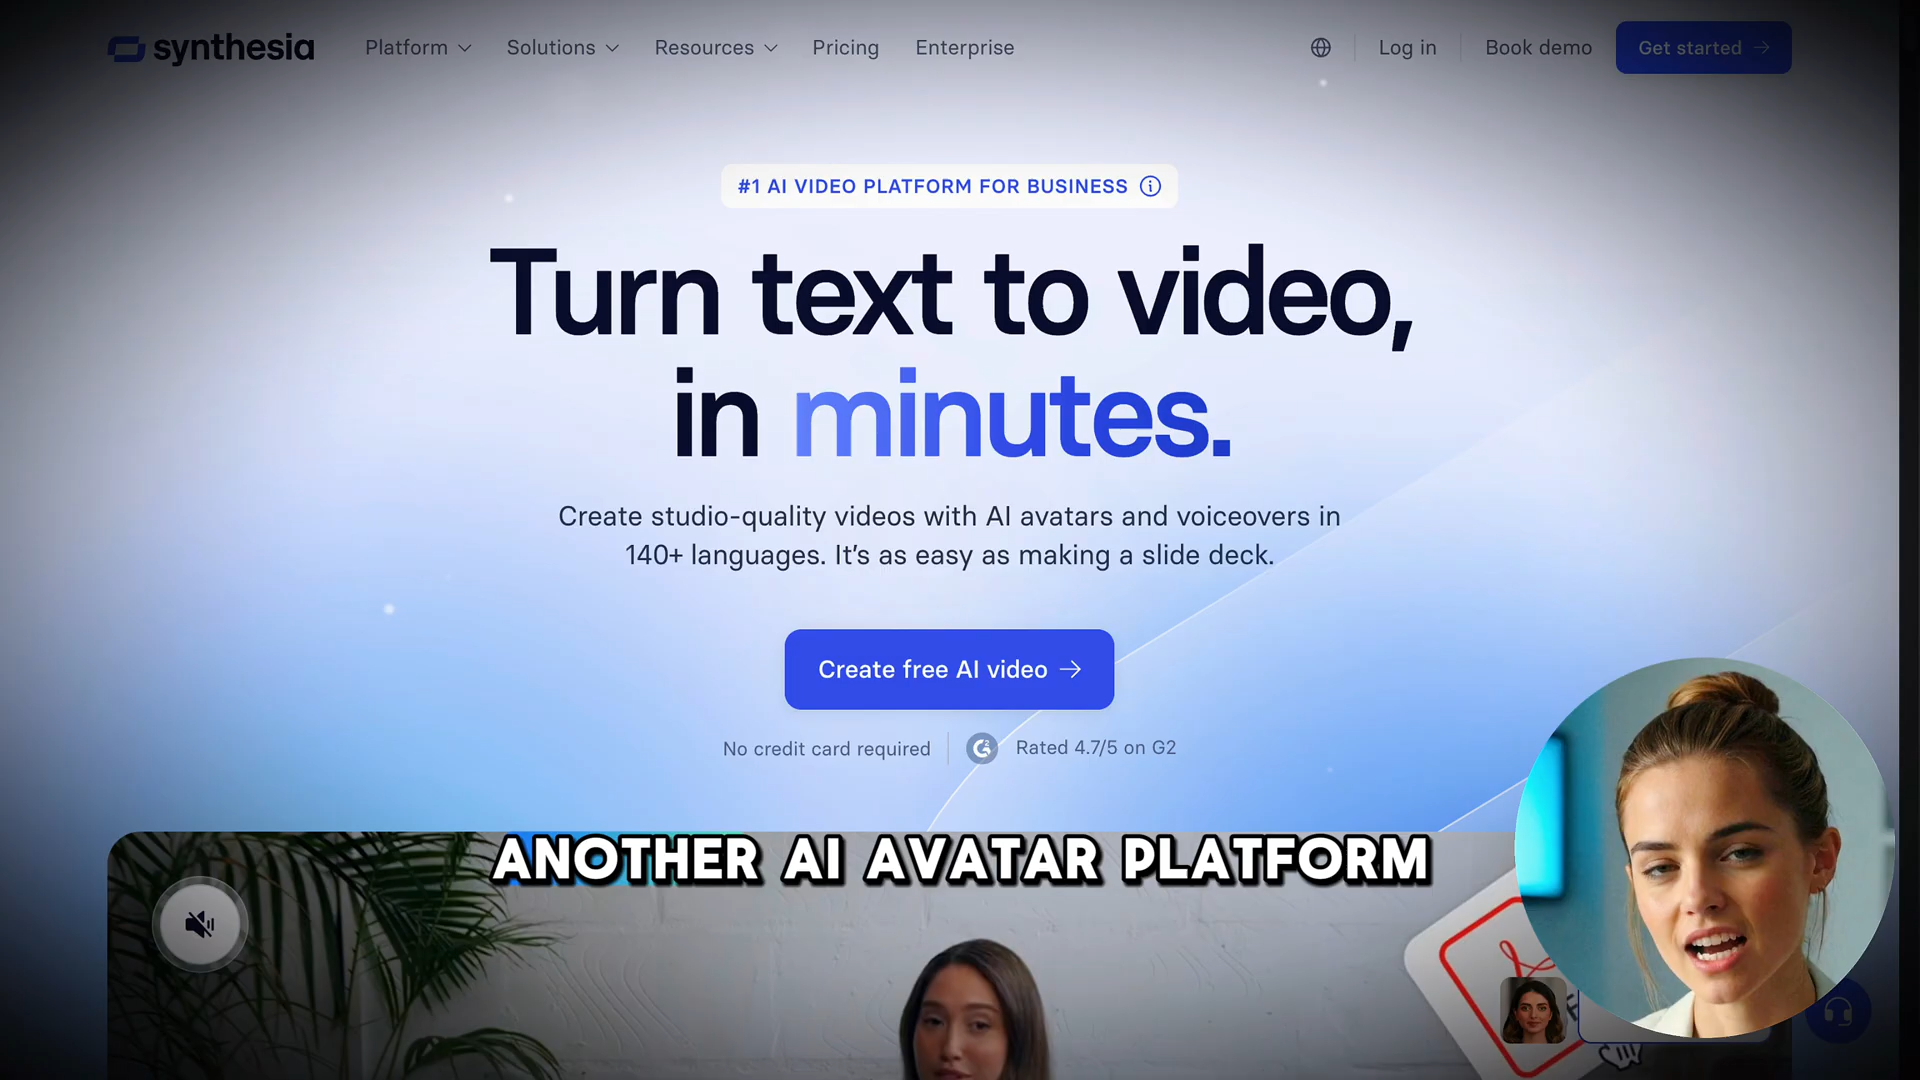 synthesia
Platform
Solutions
Resources
Pricing
Enterprise
Log in
Book demo
Get started
#1 AI VIDEO PLATFORM FOR BUSINESS
Turn text to video,
in minutes.
Create studio-quality videos with AI avatars and voiceovers in
140+ languages. It's as easy as making a slide deck.
Create free AI video
No credit card required
Rated 4.7/5 on G2
ANOTHER AI AVATAR PLATFORM